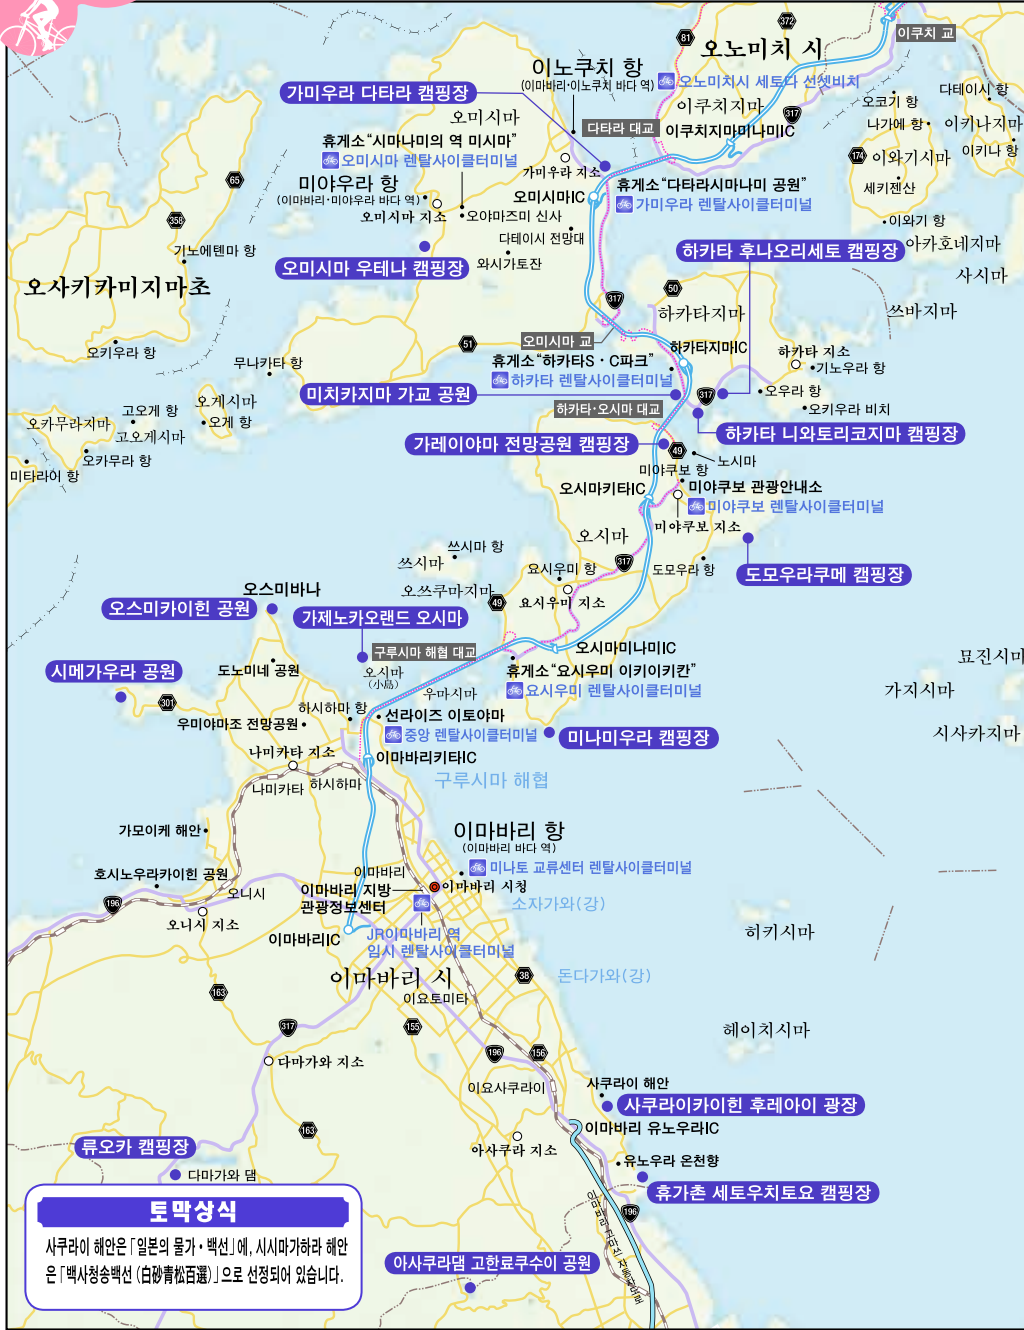 372
81
오노미치 시
이쿠치 교
이노쿠치 항
(이마바리·이노쿠치 바다 역)
오노미치시 세토다 선셋비치
가미우라 다타라 캠핑장
이쿠치지마
317
오코기 항
다테이시 항
오미시마
다타라 대교
이쿠치지마미나미IC
나가에 항
이키나지마
휴게소“시마나미의 역 미시마”
오미시마 렌탈사이클터미널
174
이와기시마
이키나 항
가미우라 지소
세키젠산
65
미야우라 항
(이마바리·미야우라 바다 역)
오미시마IC
휴게소“다타라시마나미 공원”
가미우라 렌탈사이클터미널
358
오미시마 지소
오야마즈미 신사
이와기 항
다테이시 전망대
하카타 후나오리세토 캠핑장
아카호네지마
기노에텐마 항
오미시마 우테나 캠핑장
와시가토잔
사시마
오사키카미지마초
50
317
하카타지마
쓰바지마
오미시마 교
51
하카타지마IC
오키우라 항
무나카타 항
휴게소“하카타S · C파크”
하카타 지소
기노우라 항
하카타 렌탈사이클터미널
미치카지마 가교 공원
317
오우라 항
오게시마
고오게 항
하카타·오시마 대교
오키우라 비치
오카무라지마
오게 항
고오게시마
가레이야마 전망공원 캠핑장
하카타 니와토리코지마 캠핑장
49
노시마
오카무라 항
미야쿠보 항
미타라이 항
오시마키타IC
미야쿠보 관광안내소
미야쿠보 렌탈사이클터미널
미야쿠보 지소
오시마
쓰시마 항
쓰시마
요시우미 항
317
도모우라 항
도모우라쿠메 캠핑장
오스미바나
오쓰쿠마지마
49
요시우미 지소
오스미카이힌 공원
가제노카오랜드 오시마
구루시마 해협 대교
오시마미나미IC
묘진시마
시메가우라 공원
도노미네 공원
오시마
(小島)
휴게소“요시우미 이키이키칸”
요시우미 렌탈사이클터미널
가지시마
우마시마
301
하시하마 항
선라이즈 이토야마
우미야마조 전망공원
중앙 렌탈사이클터미널
미나미우라 캠핑장
시사카지마
나미카타 지소
이마바리키타IC
나미카타
하시하마
구루시마 해협
가모이케 해안
이마바리 항
(이마바리 바다 역)
미나토 교류센터 렌탈사이클터미널
호시노우라카이힌 공원
이마바리
이마바리 지방
관광정보센터
이마바리 시청
오니시
196
소자가와(강)
오니시 지소
이마바리IC
JR이마바리 역
임시 렌탈사이클터미널
히키시마
이마바리 시
38
돈다가와(강)
163
이요토미타
317
155
헤이치시마
196
156
다마가와 지소
사쿠라이 해안
이요사쿠라이
사쿠라이카이힌 후레아이 광장
163
이마바리 유노우라IC
류오카 캠핑장
아사쿠라 지소
유노우라 온천향
다마가와 댐
휴가촌 세토우치토요 캠핑장
196
이마바리 고마쓰 자동차도로
토막상식
사쿠라이 해안은 「일본의 물가·백선」에, 시시마가하라 해안
은 「백사청송백선 (白砂青松百選)」으로 선정되어 있습니다.
아사쿠라댐 고한료쿠수이 공원